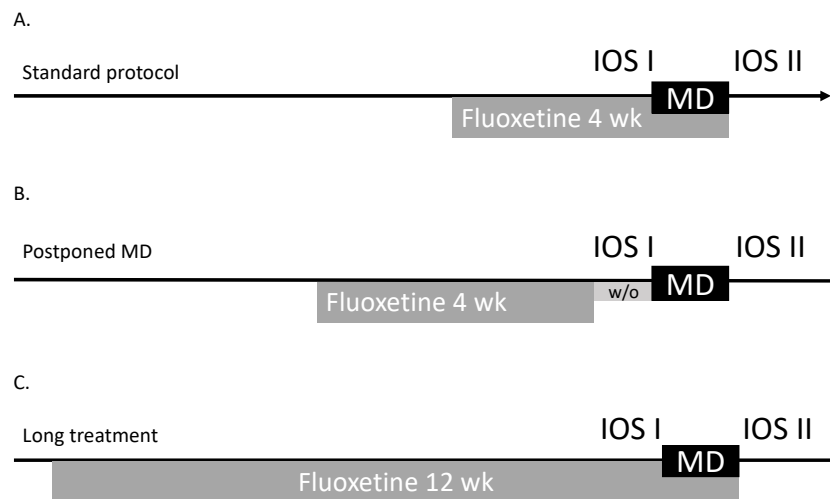 A.
IOS I IOS II
Standard protocol
MD
Fluoxetine 4 wk
B.
IOS I IOS II
Postponed MD
MD
w/o
Fluoxetine 4 wk
C.
IOS I IOS II
Long treatment
MD
Fluoxetine 12 wk